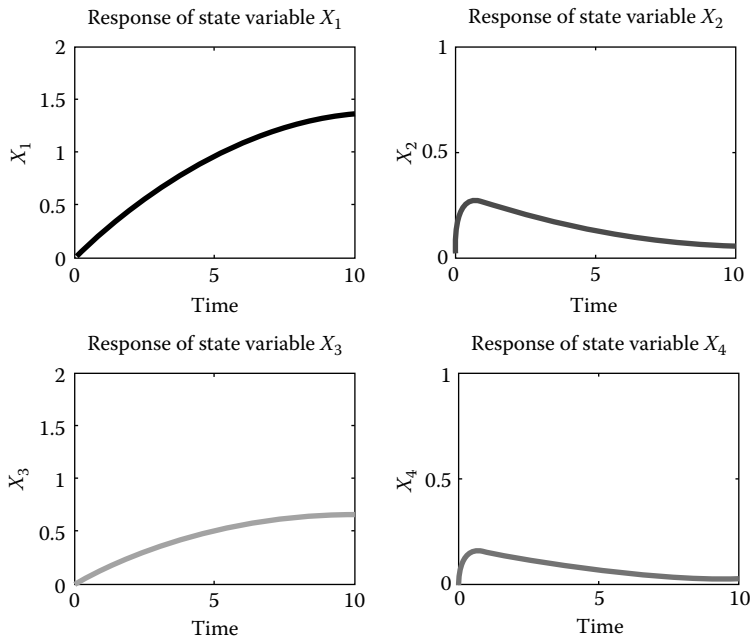 Response of state variable X1
2
1.5
1
0.5
0
X1
0 5 10
Time
Response of state variable X2
1
0.5
0
X2
0 5 10
Time
Response of state variable X3
2
1.5
1
0.5
0
X3
0 5 10
Time
Response of state variable X4
1
0.5
0
X4
0 5 10
Time